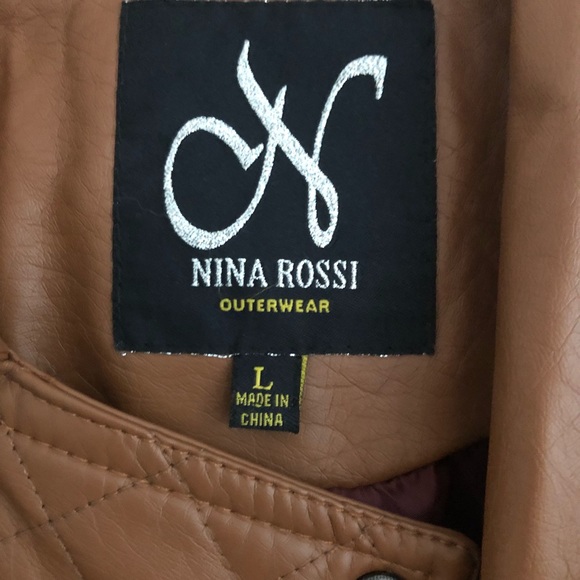 N
NINA ROSSI
OUTERWEAR
L
MADE IN
CHINA